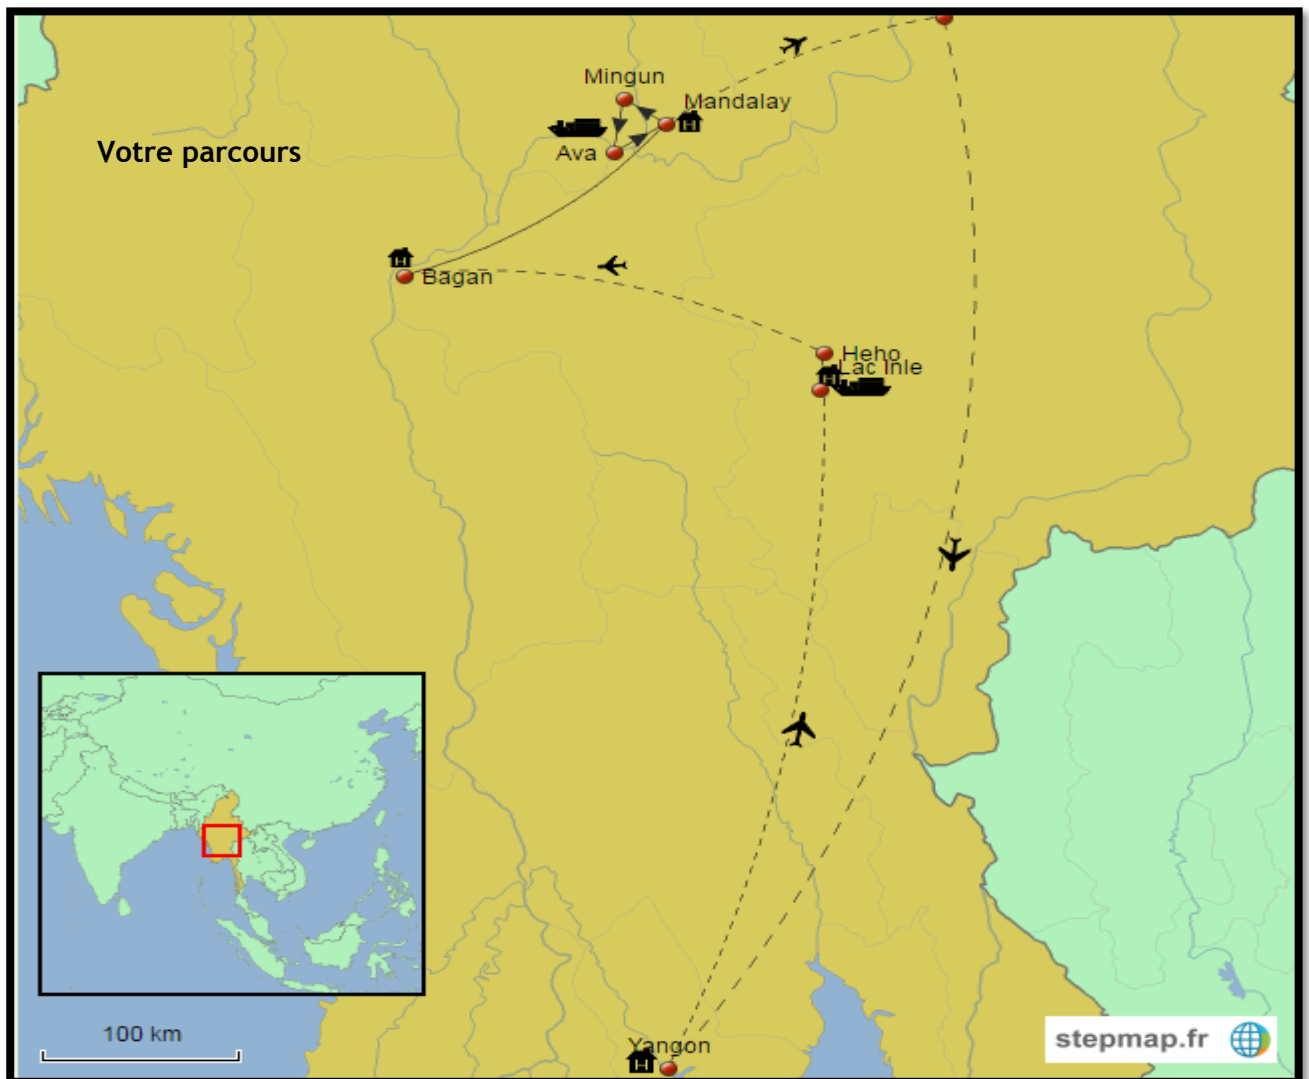 Mingun
Mandalay
Votre parcours
Ava
Bagan
Heho
Lac Inle
100 km
Yangon
stepmap.fr